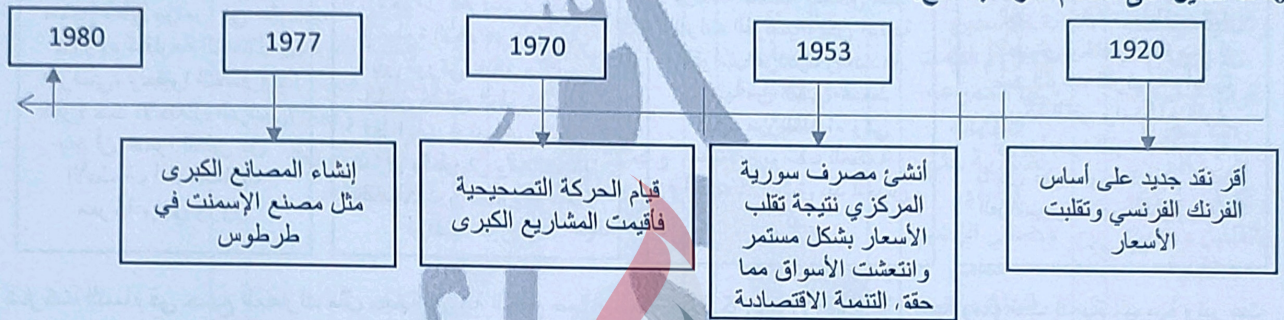 1920
1953
1970
1977
1980
أقر نقد جديد على أساس
الفرنك الفرنسي وتقلبت
الأسعار
أنشئ مصرف سورية
المركزي نتيجة تقلب
الأسعار بشكل مستمر
وانتعشت الأسواق مما
حقق، التنمية الاقتصادية
قيام الحركة التصحيحية
فأقيمت المشاريع الكبرى
إنشاء المصانع الكبرى
مثل مصنع الإسمنت في
طرطوس